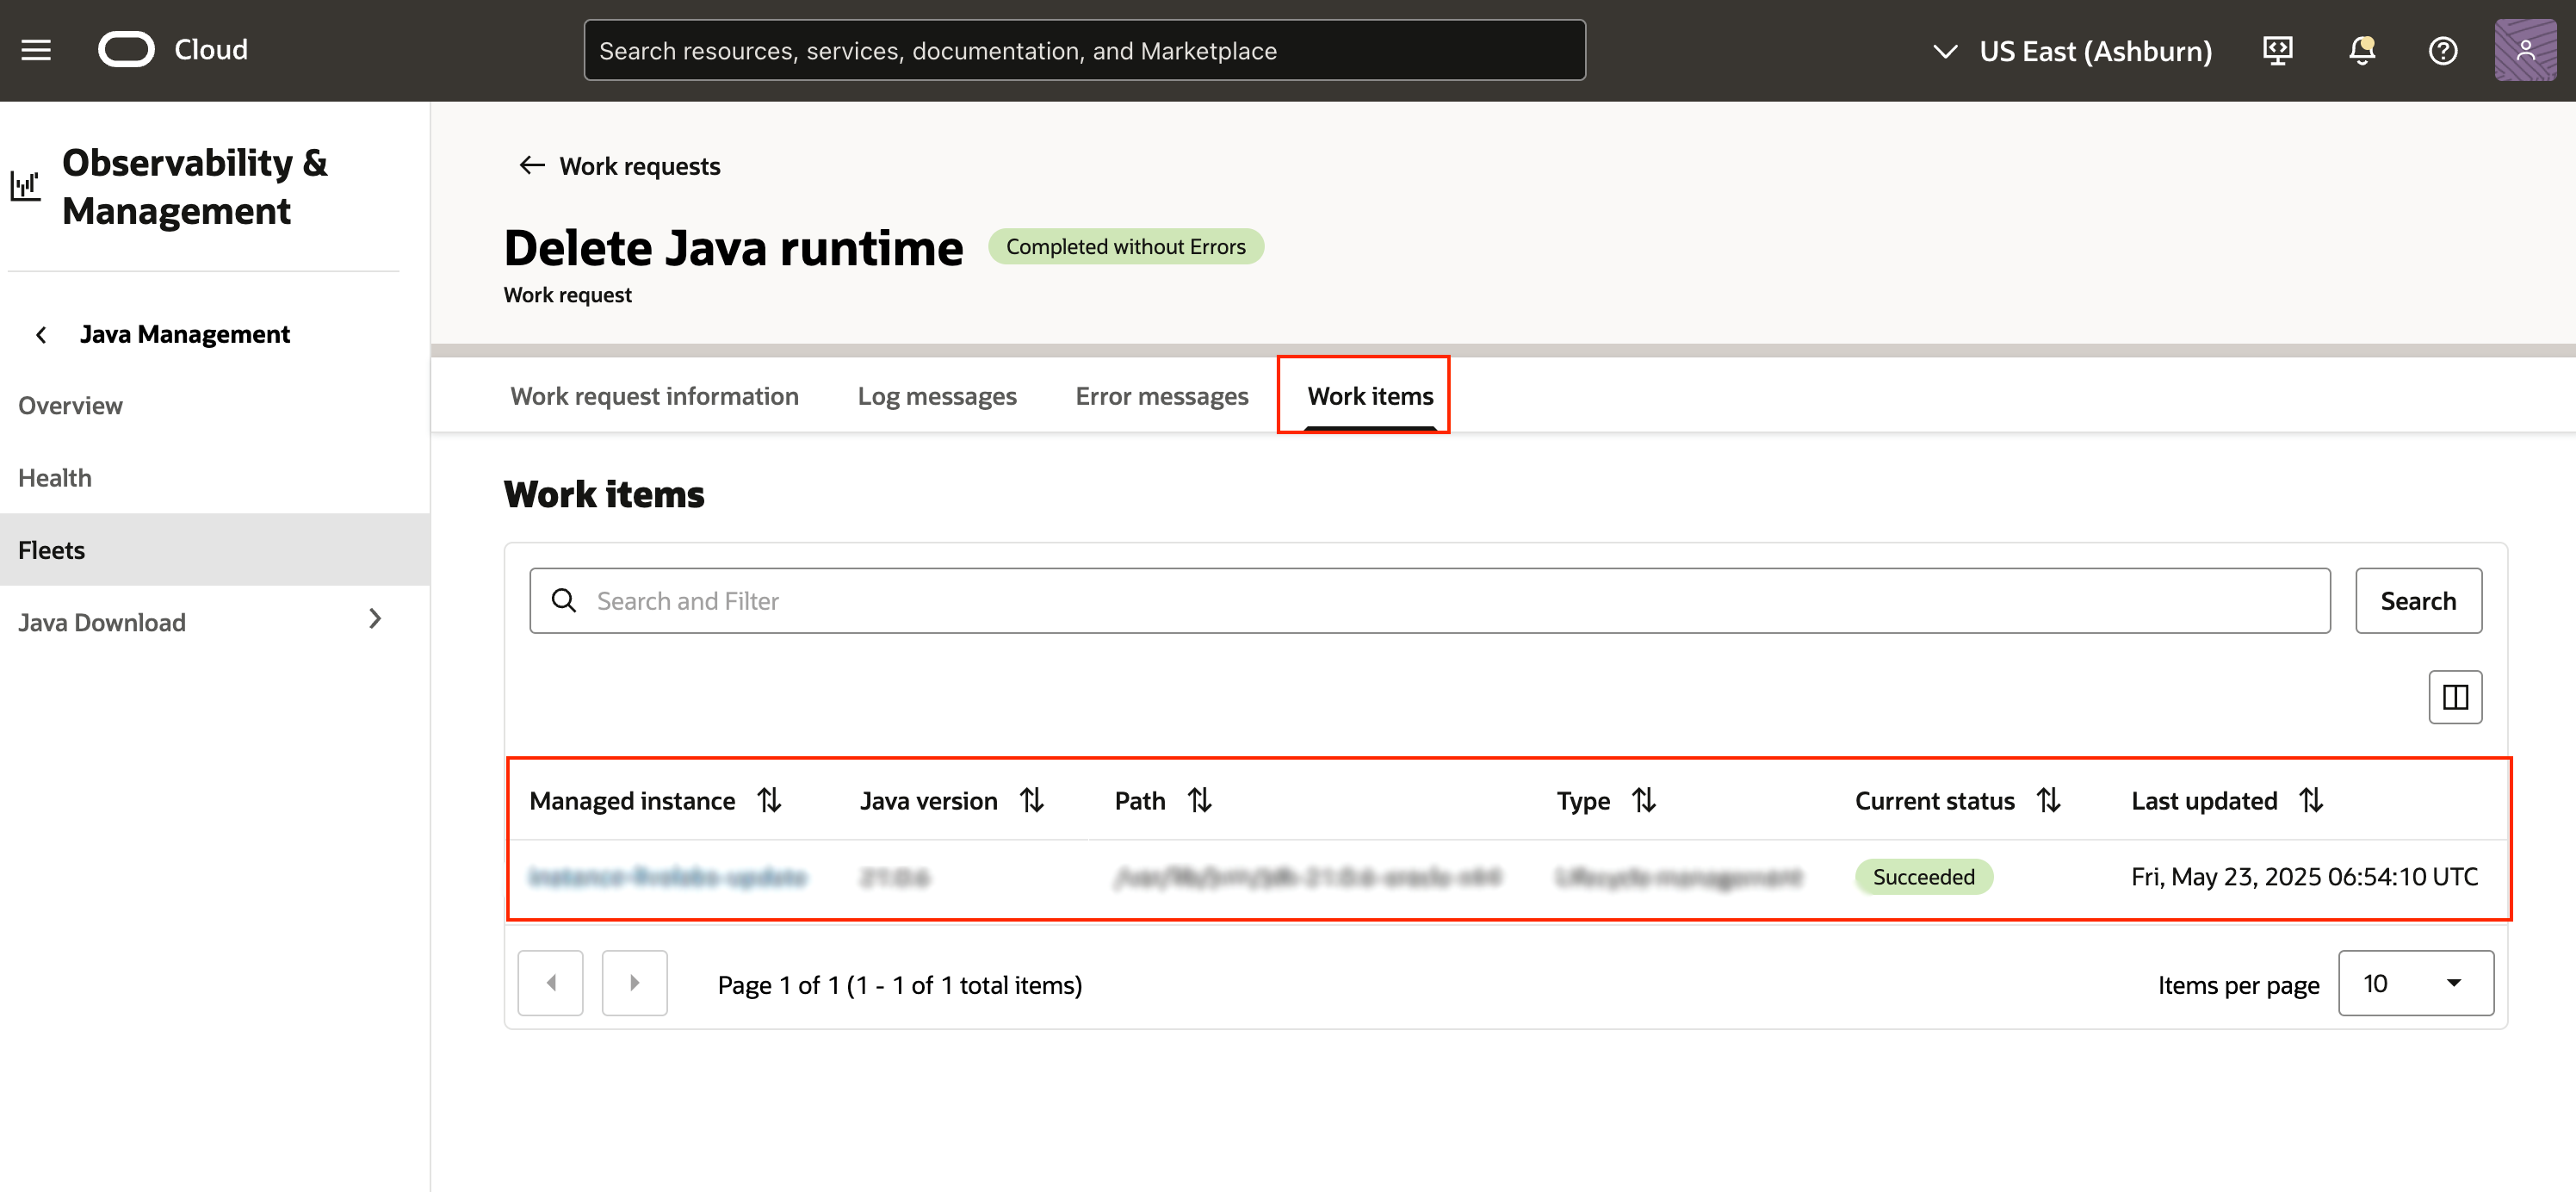 Cloud
Search resources, services, documentation, and Marketplace
US East (Ashburn)
Observability &
Management
Java Management
Overview
Health
Fleets
Java Download
Work requests
Delete Java runtime
Completed without Errors
Work request
Work request information
Log messages
Error messages
Work items
Work items
Search and Filter
Search
Managed instance
Java version
Path
Type
Current status
Last updated
Succeeded
Fri, May 23, 2025 06:54:10 UTC
Page 1 of 1 (1 - 1 of 1 total items)
Items per page
10